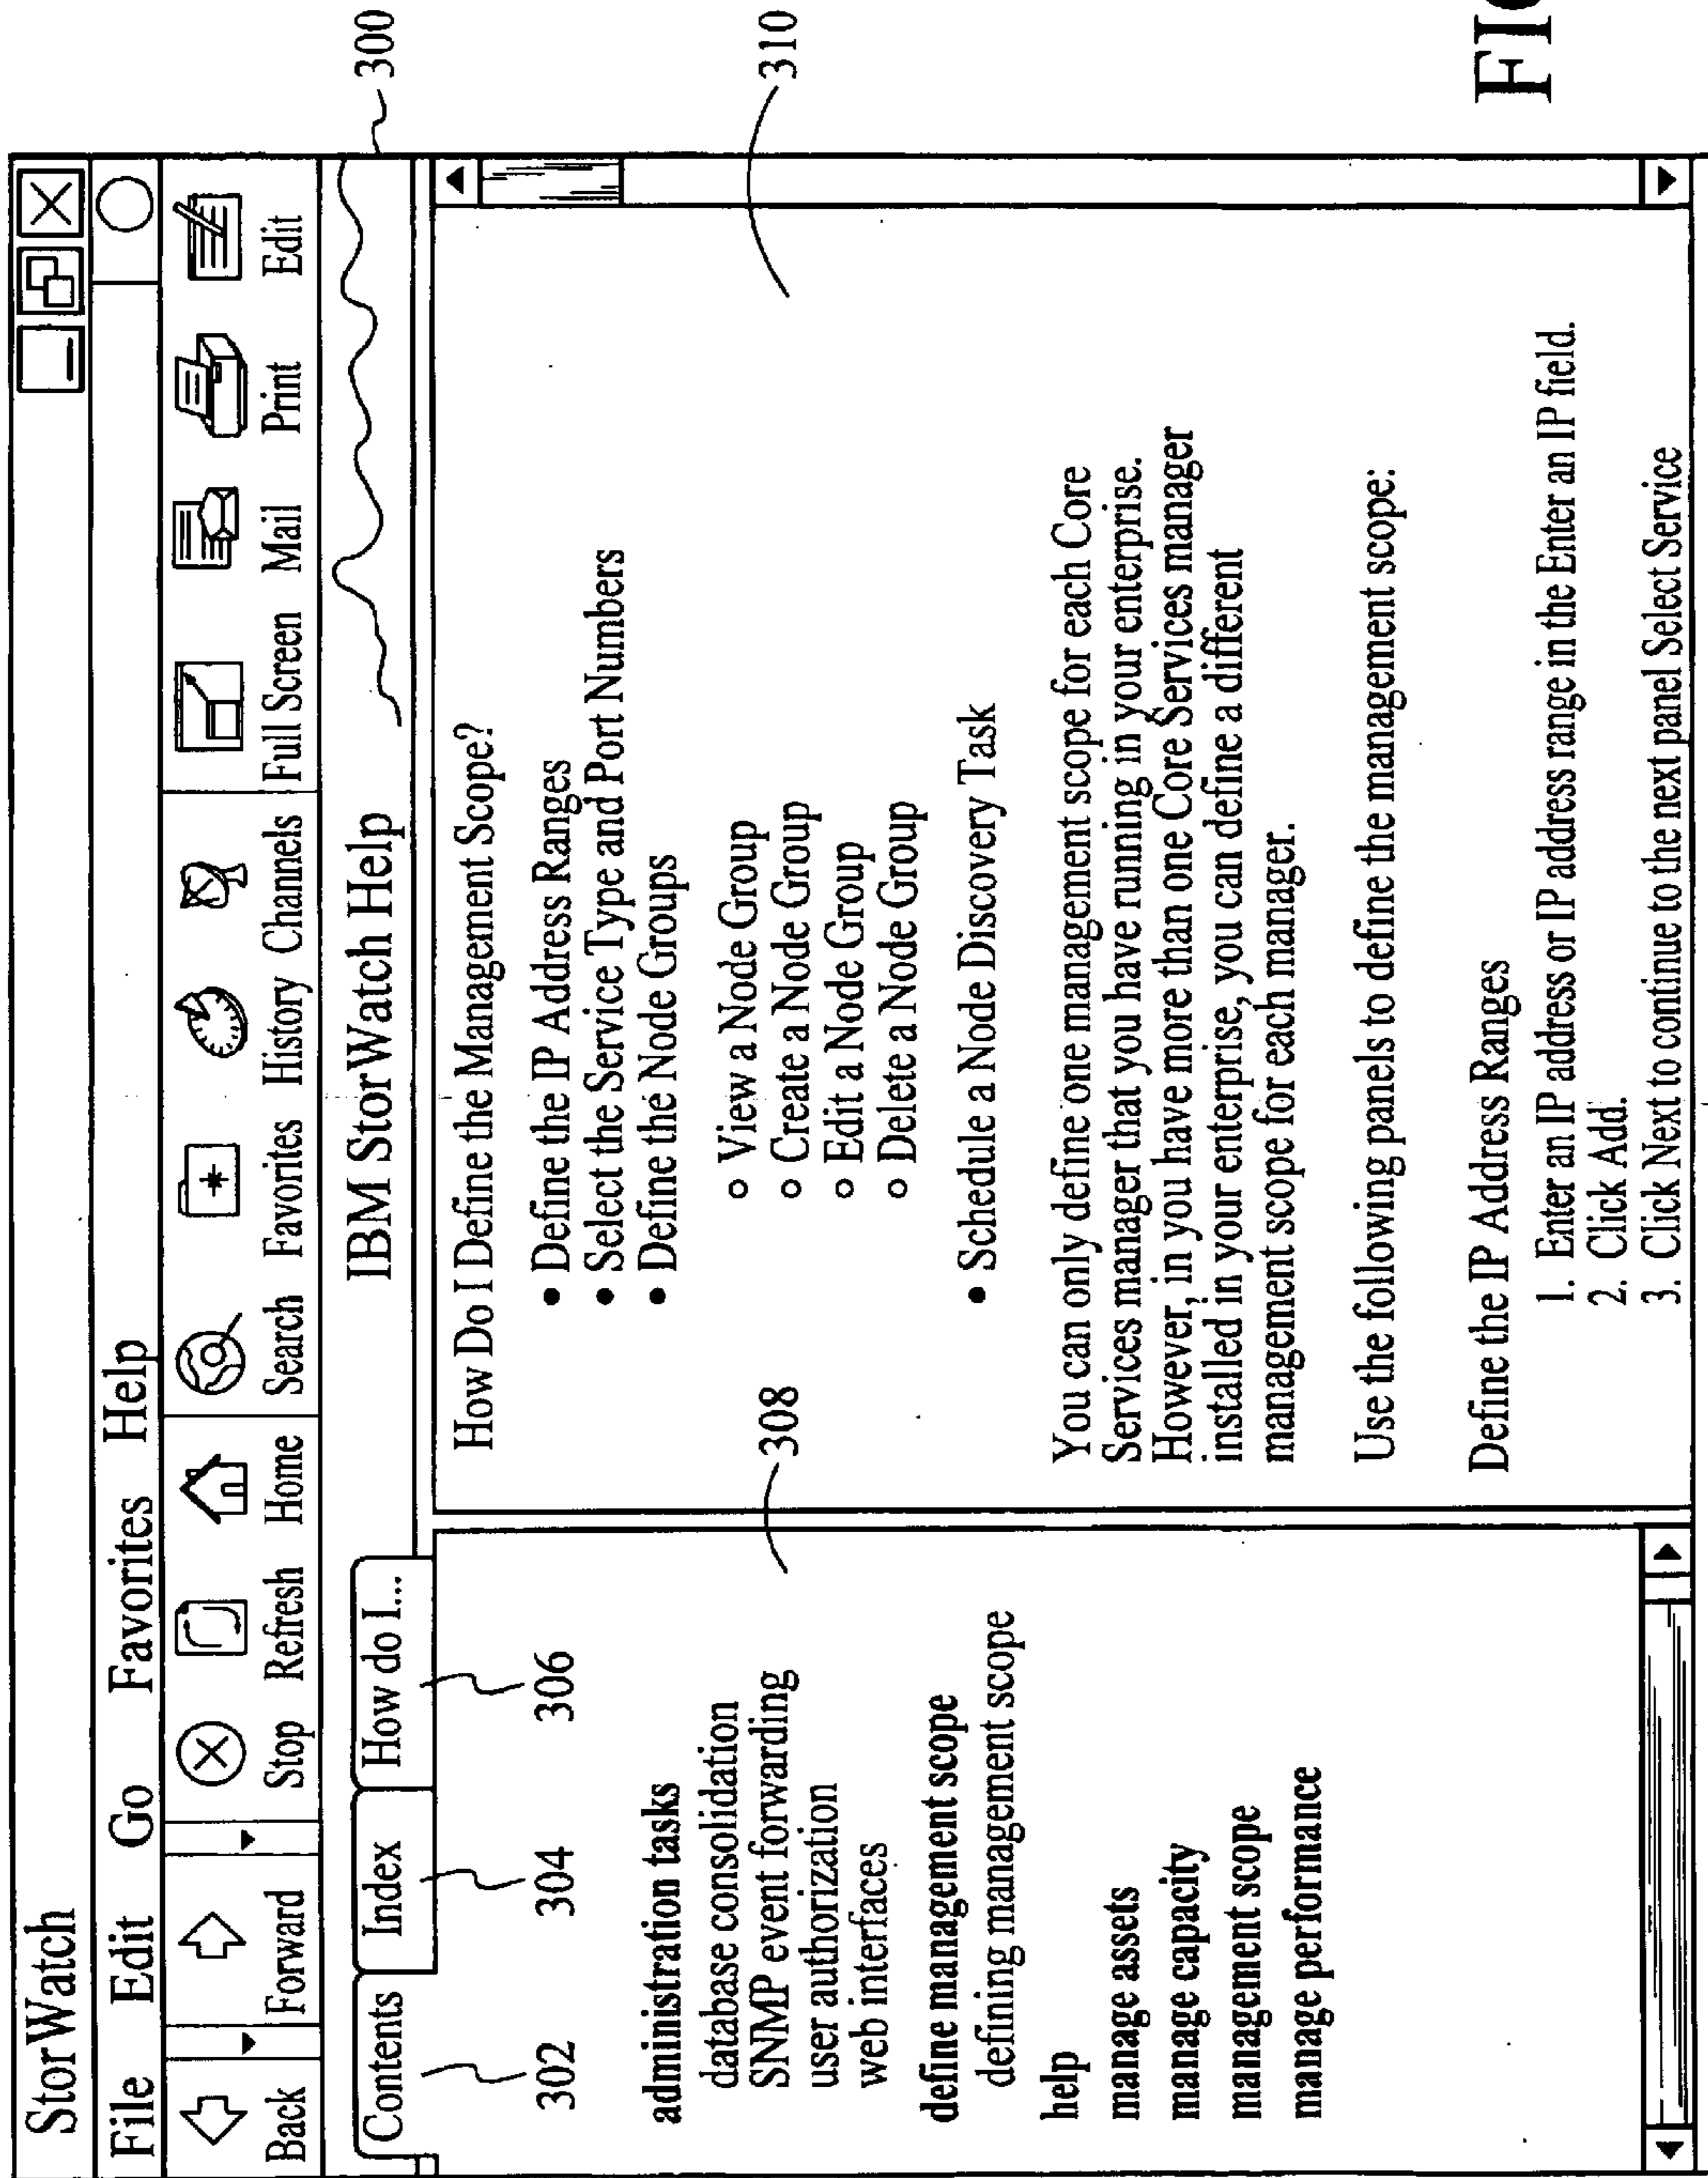 StorWatch
File Edit Go Favorites Help
Back Forward Stop Refresh Home Search Favorites History Channels Full Screen Mail Print Edit
IBM StorWatch Help
300
Contents Index How do I...
302 304 306
administration tasks
database consolidation
SNMP event forwarding
user authorization
web interfaces
define management scope
defining management scope
help
manage assets
manage capacity
management scope
manage performance
308
How Do I Define the Management Scope?
• Define the IP Address Ranges
• Select the Service Type and Port Numbers
• Define the Node Groups
○ View a Node Group
○ Create a Node Group
○ Edit a Node Group
○ Delete a Node Group
• Schedule a Node Discovery Task
310
You can only define one management scope for each Core
Services manager that you have running in your enterprise.
However, in you have more than one Core Services manager
installed in your enterprise, you can define a different
management scope for each manager.
Use the following panels to define the management scope:
Define the IP Address Ranges
1. Enter an IP address or IP address range in the Enter an IP field.
2. Click Add.
3. Click Next to continue to the next panel Select Service